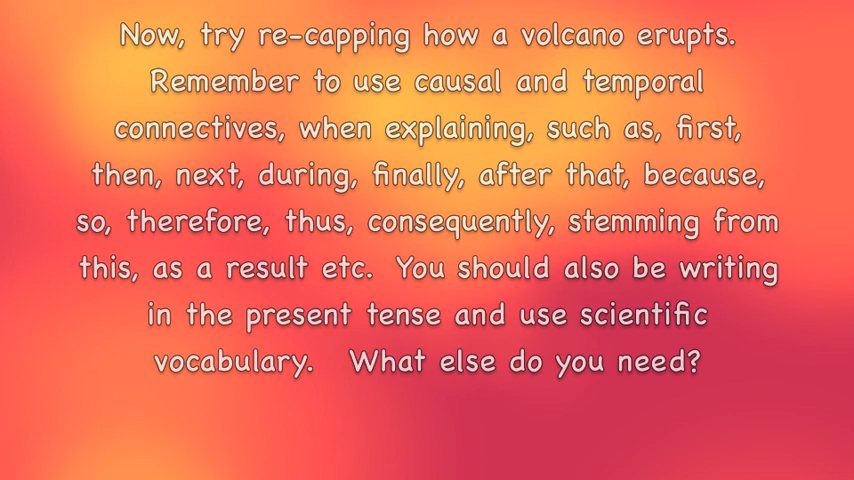 Now, try re-capping how a volcano erupts.
Remember to use causal and temporal
connectives, when explaining, such as, first,
then, next, during, finally, after that, because,
so, therefore, thus, consequently, stemming from
this, as a result etc.  You should also be writing
in the present tense and use scientific
vocabulary.   What else do you need?